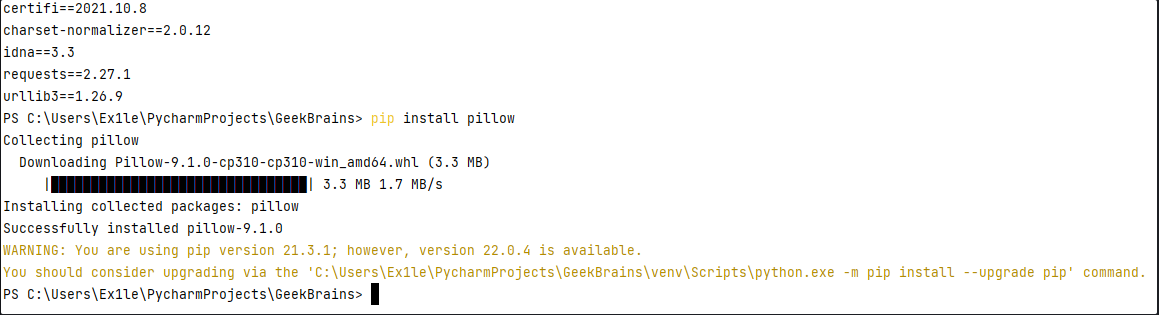 certifi==2021.10.8
charset-normalizer==2.0.12
idna==3.3
requests==2.27.1
urllib3==1.26.9
PS C:\Users\Ex1le\PycharmProjects\GeekBrains> pip install pillow
Collecting pillow
  Downloading Pillow-9.1.0-cp310-cp310-win_amd64.whl (3.3 MB)
     |████████████████████████████████| 3.3 MB 1.7 MB/s
Installing collected packages: pillow
Successfully installed pillow-9.1.0
WARNING: You are using pip version 21.3.1; however, version 22.0.4 is available.
You should consider upgrading via the 'C:\Users\Ex1le\PycharmProjects\GeekBrains\venv\Scripts\python.exe -m pip install --upgrade pip' command.
PS C:\Users\Ex1le\PycharmProjects\GeekBrains>